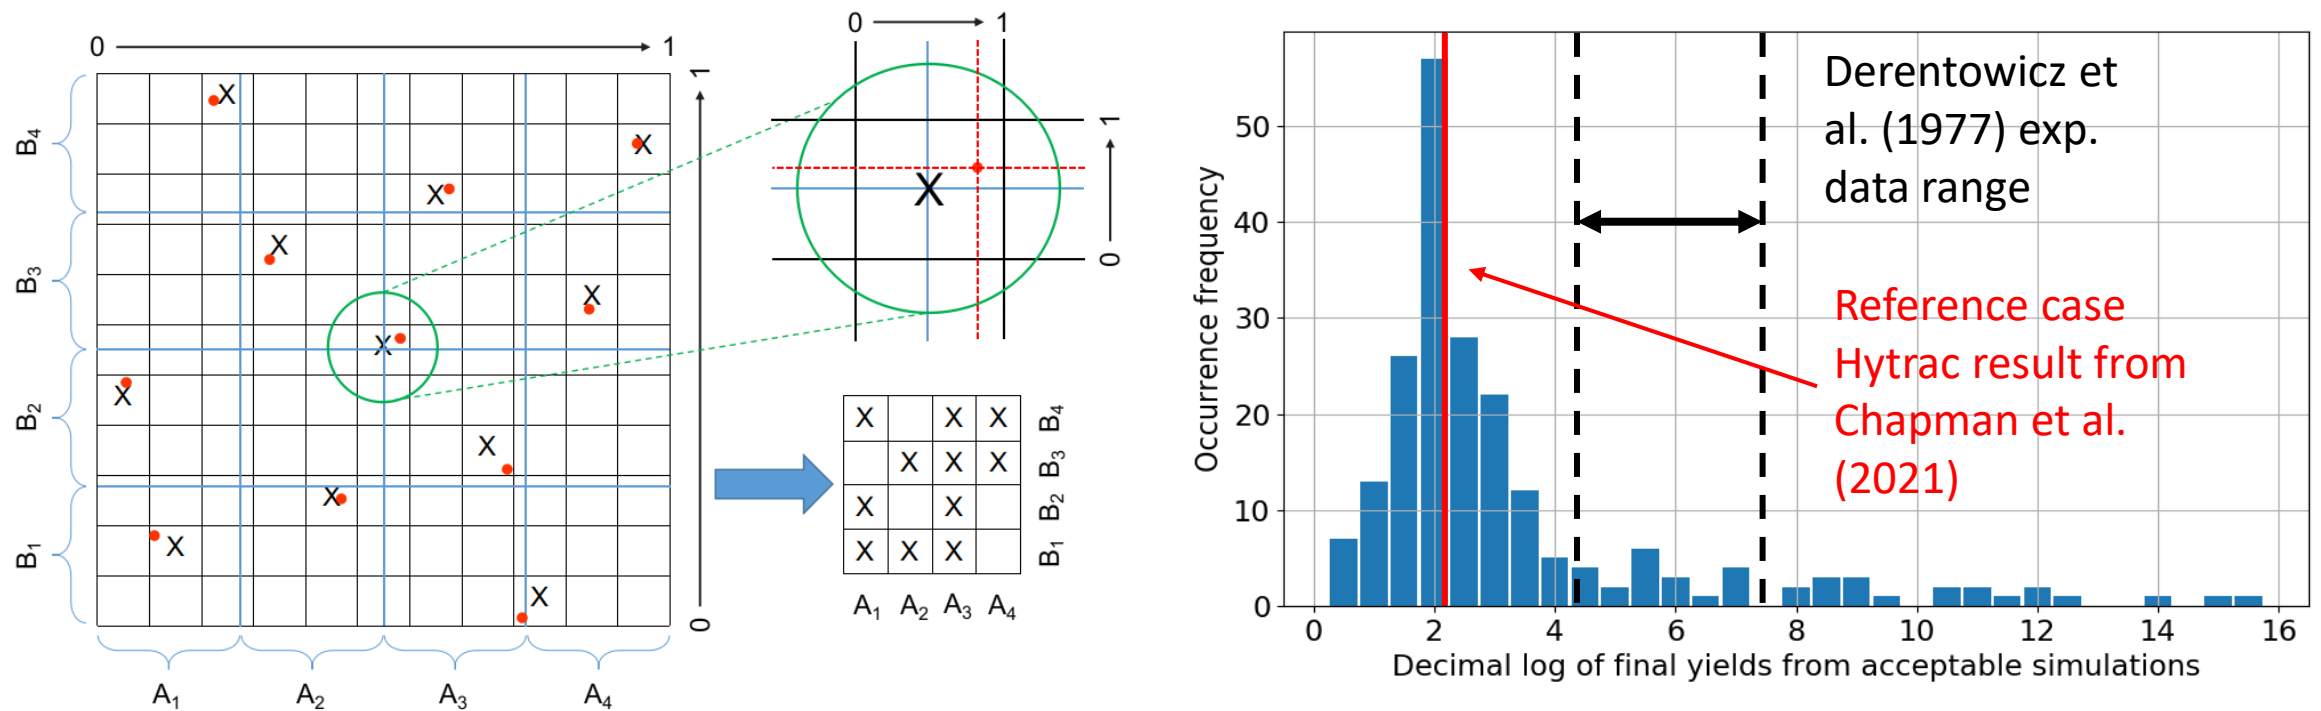 0 1
1
0
B₄
B₃
B₂
B₁
A₁ A₂ A₃ A₄
X
X
X
X
X
X
X
X
X
X
X
0 1
1
0
X
X X X B₄
X X X B₃
X X B₂
X X X B₁
A₁ A₂ A₃ A₄
Occurrence frequency
50
40
30
20
10
0
0 2 4 6 8 10 12 14 16
Decimal log of final yields from acceptable simulations
Derentowicz et
al. (1977) exp.
data range
Reference case
Hytrac result from
Chapman et al.
(2021)